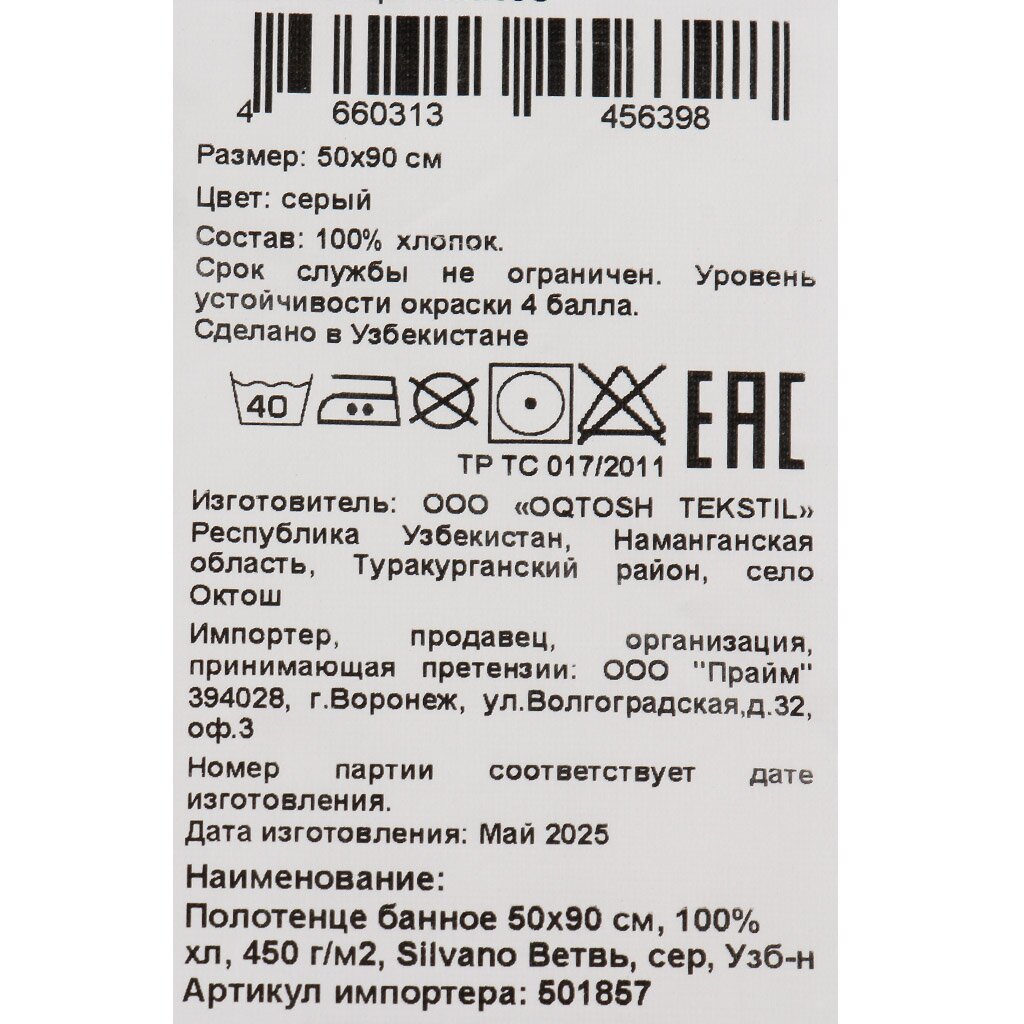 4 660313 456398
Размер: 50х90 см
Цвет: серый
Состав: 100% хлопок.
Срок службы не ограничен. Уровень
устойчивости окраски 4 балла.
Сделано в Узбекистане
40
EAC
ТР ТС 017/2011
Изготовитель: ООО «OQTOSH TEKSTIL»
Республика Узбекистан, Наманганская
область, Туракурганский район, село
Октош
Импортер, продавец, организация,
принимающая претензии: ООО "Прайм"
394028, г.Воронеж, ул.Волгоградская,д.32,
оф.3
Номер партии соответствует дате
изготовления.
Дата изготовления: Май 2025
Наименование:
Полотенце банное 50х90 см, 100%
хл, 450 г/м2, Silvano Ветвь, сер, Узб-н
Артикул импортера: 501857